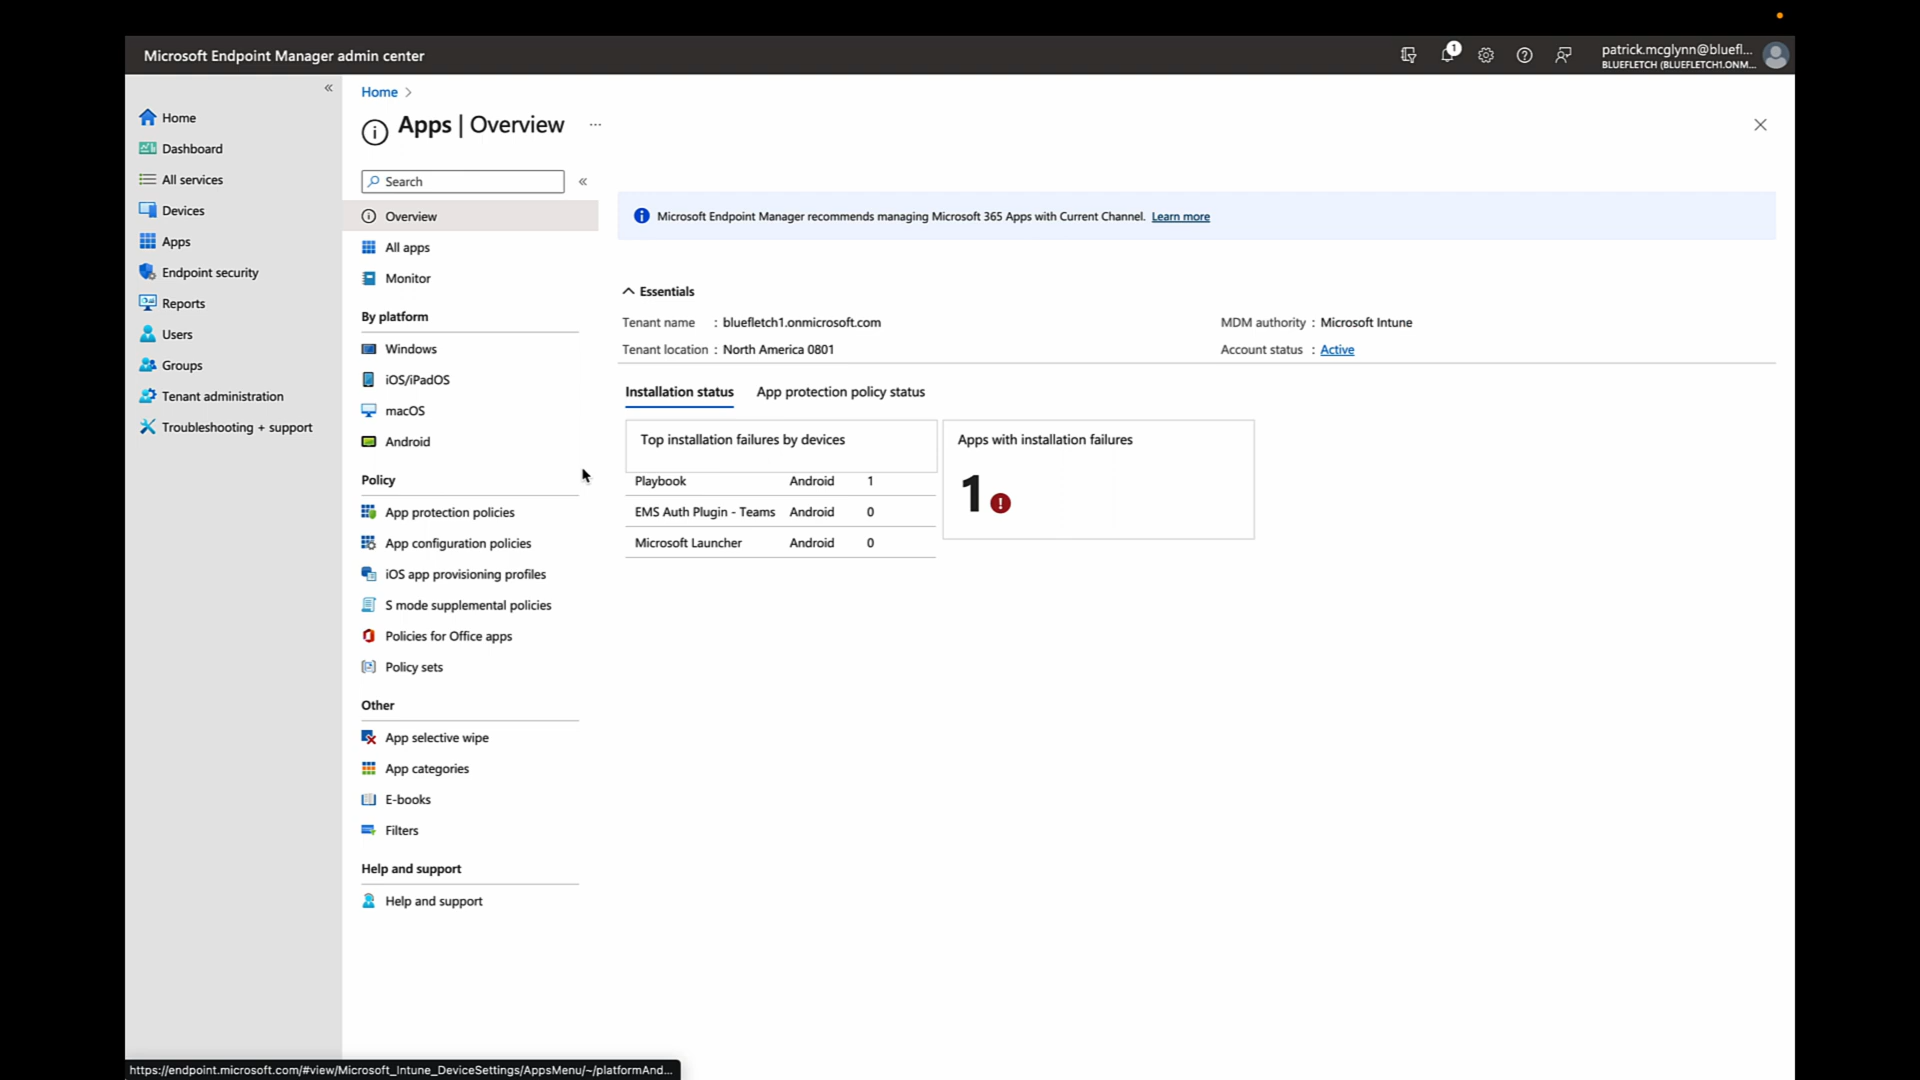 Microsoft Endpoint Manager admin center
1
patrick.mcglynn@bluefl...
BLUEFLETCH (BLUEFLETCH1.ONM...
«
Home
Dashboard
All services
Devices
Apps
Endpoint security
Reports
Users
Groups
Tenant administration
Troubleshooting + support
Home >
Apps | Overview ...
Search
«
Overview
All apps
Monitor
By platform
Windows
iOS/iPadOS
macOS
Android
Policy
App protection policies
App configuration policies
iOS app provisioning profiles
S mode supplemental policies
Policies for Office apps
Policy sets
Other
App selective wipe
App categories
E-books
Filters
Help and support
Help and support
Microsoft Endpoint Manager recommends managing Microsoft 365 Apps with Current Channel. Learn more
Essentials
Tenant name : bluefletch1.onmicrosoft.com
Tenant location : North America 0801
MDM authority : Microsoft Intune
Account status : Active
Installation status App protection policy status
Top installation failures by devices
Playbook Android 1
EMS Auth Plugin - Teams Android 0
Microsoft Launcher Android 0
Apps with installation failures
1
https://endpoint.microsoft.com/#view/Microsoft_Intune_DeviceSettings/AppsMenu/~/platformAnd...